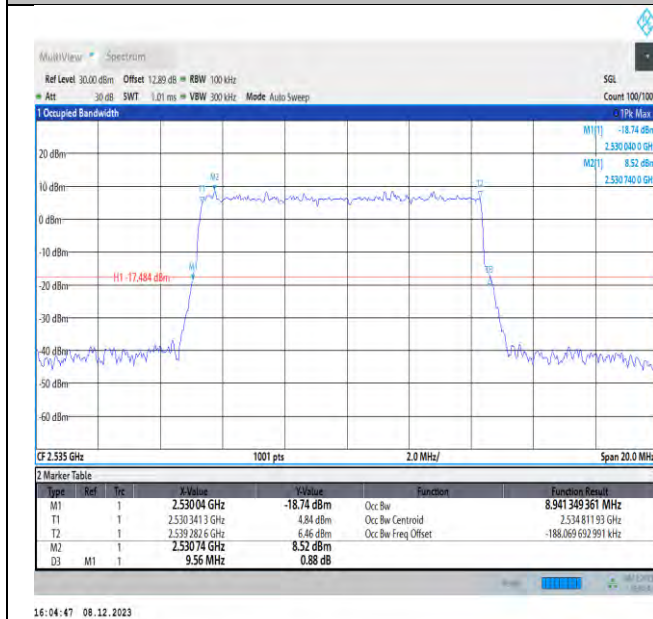 MultiView Spectrum
Ref Level 30.00 dBm Offset 12.89 dB RBW 100 kHz SGL
Att 30 dB SWT 1.01 ms VBW 300 kHz Mode Auto Sweep Count 100/100
1 Occupied Bandwidth 1Pk Max
M1[1] -18.74 dBm
2.530 040 0 GH
M2[1] 8.52 dBm
2.530 740 0 GH
20 dBm
M2
T1
T2
10 dBm
0 dBm
-10 dBm
M1
D3
H1 -17.484 dBm
-20 dBm
-30 dBm
-40 dBm
-50 dBm
-60 dBm
CF 2.535 GHz 1001 pts 2.0 MHz/ Span 20.0 MHz
2 Marker Table
Type Ref Trc X-Value Y-Value Function Function Result
M1 1 2.53004 GHz -18.74 dBm Occ Bw 8.941 349 361 MHz
T1 1 2.530 341 3 GHz 4.84 dBm Occ Bw Centroid 2.534 811 93 GHz
T2 1 2.539 282 6 GHz 6.46 dBm Occ Bw Freq Offset -188.069 692 991 kHz
M2 1 2.53074 GHz 8.52 dBm
D3 M1 1 9.56 MHz 0.88 dB
16:04:47 08.12.2023